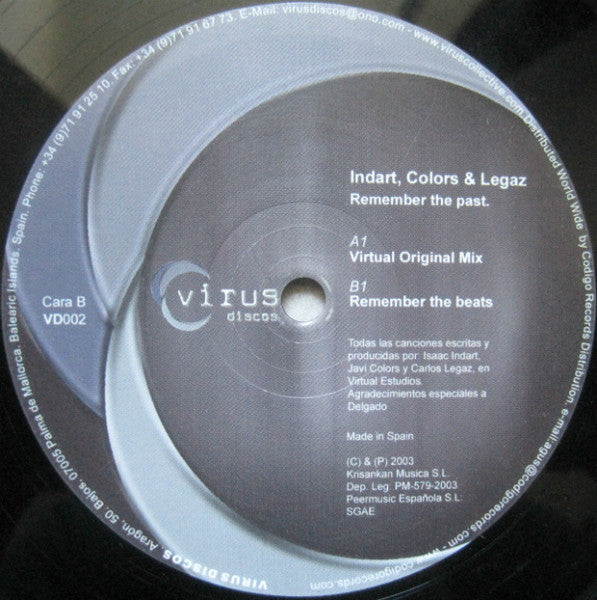 Indart, Colors & Legaz
Remember the past.
A1
Virtual Original Mix
B1
Remember the beats
Todas las canciones escritas y
producidas por: Isaac Indart,
Javi Colors y Carlos Legaz, en
Virtual Estudios.
Agradecimientos especiales a
Delgado
Made in Spain
(C) & (P) 2003
Krisankan Musica S.L.
Dep. Leg: PM-579-2003
Peermusic Española S.L:
SGAE
Cara B
VD002
virus
discos
VIRUS DISCOS. Aragón, 50, Bajos. 07005 Palma de Mallorca. Balearic Islands. Spain. Phone: +34 (9)71 91 25 10. Fax: +34 (9)71 91 67 73. E-Mail: virusdiscos@ono.com - www.viruscollective.com Distributed World Wide by Codigo Records Distribution. e-mail:agus@codigorecords.com - www.codigorecords.com